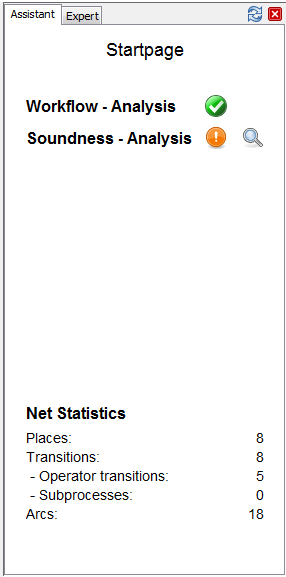 Assistant Expert
Startpage
Workflow - Analysis
Soundness - Analysis
Net Statistics
Places: 8
Transitions: 8
- Operator transitions: 5
- Subprocesses: 0
Arcs: 18